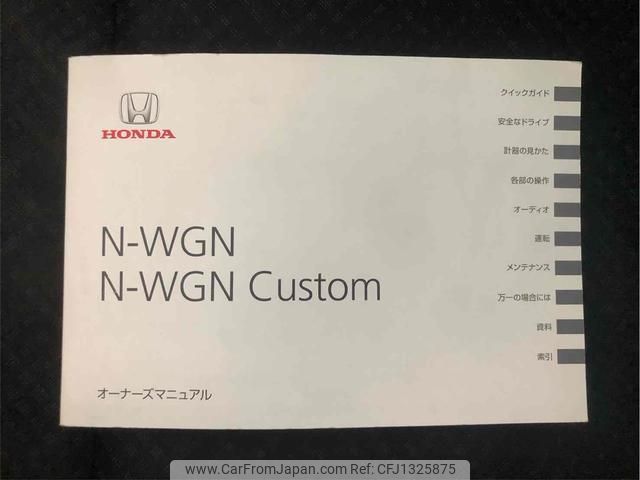 HONDA
N-WGN
N-WGN Custom
オーナーズマニュアル
クイックガイド
安全なドライブ
計器の見かた
各部の操作
オーディオ
運転
メンテナンス
万一の場合には
資料
索引
www.CarFromJapan.com CFJ1325875